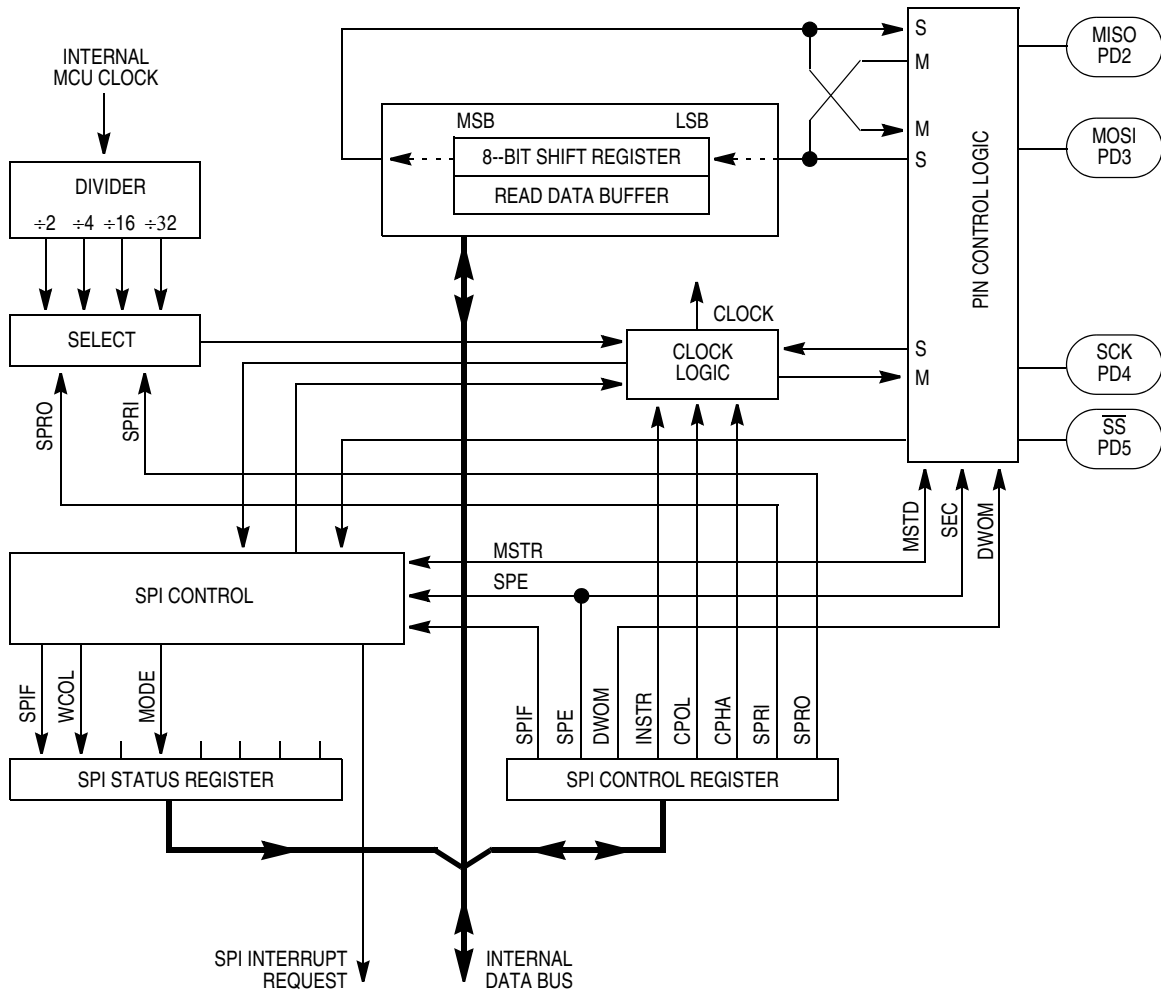 INTERNAL
MCU CLOCK
DIVIDER
÷2 ÷4 ÷16 ÷32
SELECT
SPRO
SPRI
MSB LSB
8--BIT SHIFT REGISTER
READ DATA BUFFER
CLOCK
CLOCK
LOGIC
S
M
M
S
S
M
PIN CONTROL LOGIC
MISO
PD2
MOSI
PD3
SCK
PD4
SS
PD5
MSTD
SEC
DWOM
MSTR
SPE
SPI CONTROL
SPIF
WCOL
MODE
SPI STATUS REGISTER
SPIF
SPE
DWOM
INSTR
CPOL
CPHA
SPRI
SPRO
SPI CONTROL REGISTER
SPI INTERRUPT
REQUEST
INTERNAL
DATA BUS